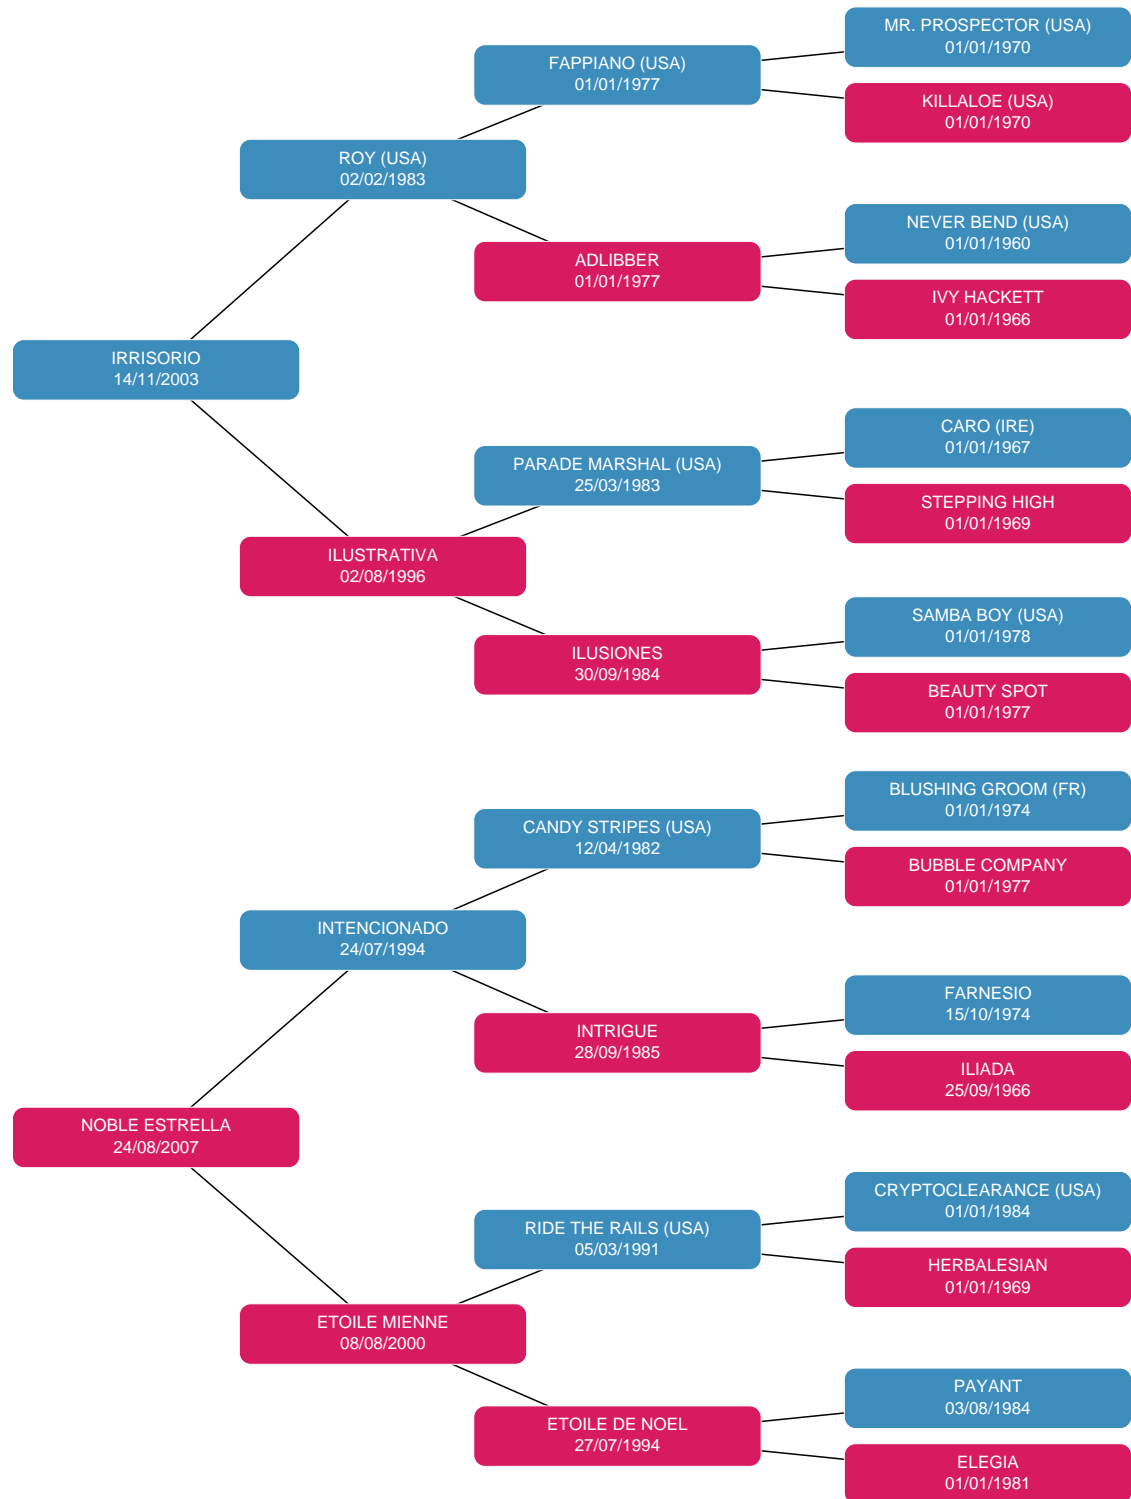 MR. PROSPECTOR (USA)
01/01/1970
FAPPIANO (USA)
01/01/1977
KILLALOE (USA)
01/01/1970
ROY (USA)
02/02/1983
NEVER BEND (USA)
01/01/1960
ADLIBBER
01/01/1977
IVY HACKETT
01/01/1966
IRRISORIO
14/11/2003
CARO (IRE)
01/01/1967
PARADE MARSHAL (USA)
25/03/1983
STEPPING HIGH
01/01/1969
ILUSTRATIVA
02/08/1996
SAMBA BOY (USA)
01/01/1978
ILUSIONES
30/09/1984
BEAUTY SPOT
01/01/1977
BLUSHING GROOM (FR)
01/01/1974
CANDY STRIPES (USA)
12/04/1982
BUBBLE COMPANY
01/01/1977
INTENCIONADO
24/07/1994
FARNESIO
15/10/1974
INTRIGUE
28/09/1985
ILIADA
25/09/1966
NOBLE ESTRELLA
24/08/2007
CRYPTOCLEARANCE (USA)
01/01/1984
RIDE THE RAILS (USA)
05/03/1991
HERBALESIAN
01/01/1969
ETOILE MIENNE
08/08/2000
PAYANT
03/08/1984
ETOILE DE NOEL
27/07/1994
ELEGIA
01/01/1981